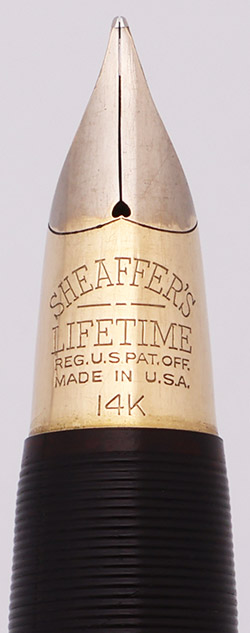 SHEAFFER'S
LIFETIME
REG.U.S.PAT.OFF.
MADE IN U.S.A.
14K